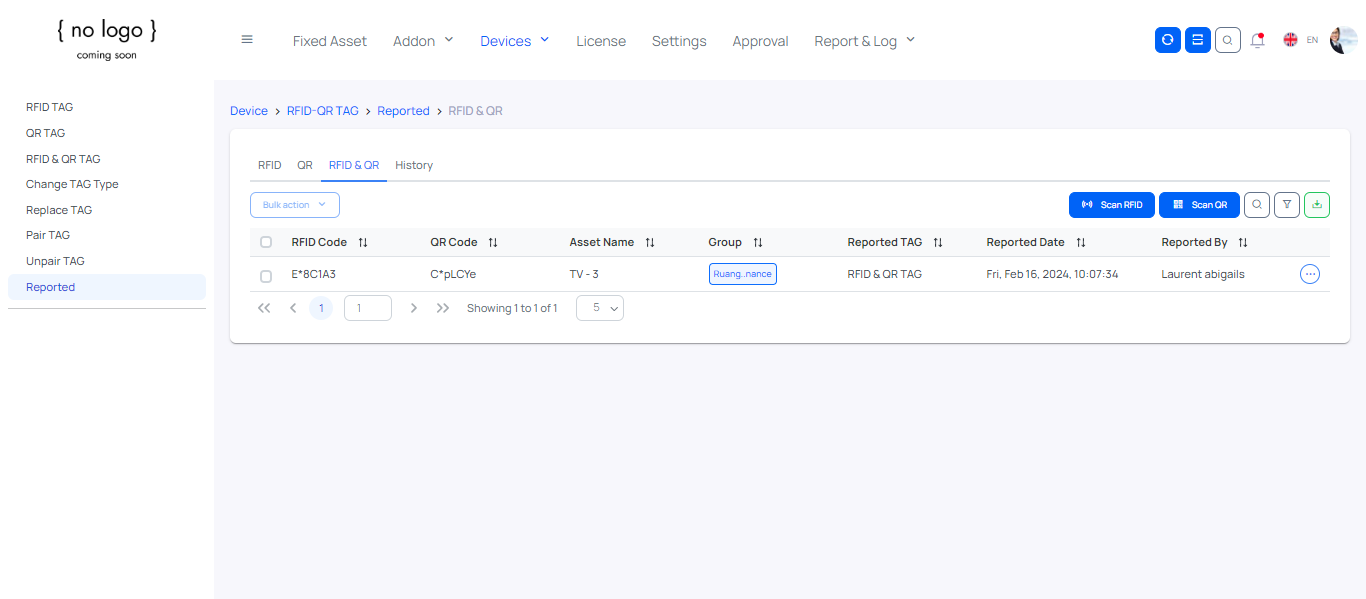 { no logo }
coming soon
Fixed Asset Addon Devices License Settings Approval Report & Log EN
RFID TAG
QR TAG
RFID & QR TAG
Change TAG Type
Replace TAG
Pair TAG
Unpair TAG
Reported
Device > RFID-QR TAG > Reported > RFID & QR
RFID QR RFID & QR History
Bulk action Scan RFID Scan QR
RFID Code QR Code Asset Name Group Reported TAG Reported Date Reported By
E*8C1A3 C*pLCYe TV - 3 Ruang..nance RFID & QR TAG Fri, Feb 16, 2024, 10:07:34 Laurent abigails
1 1 Showing 1 to 1 of 1 5